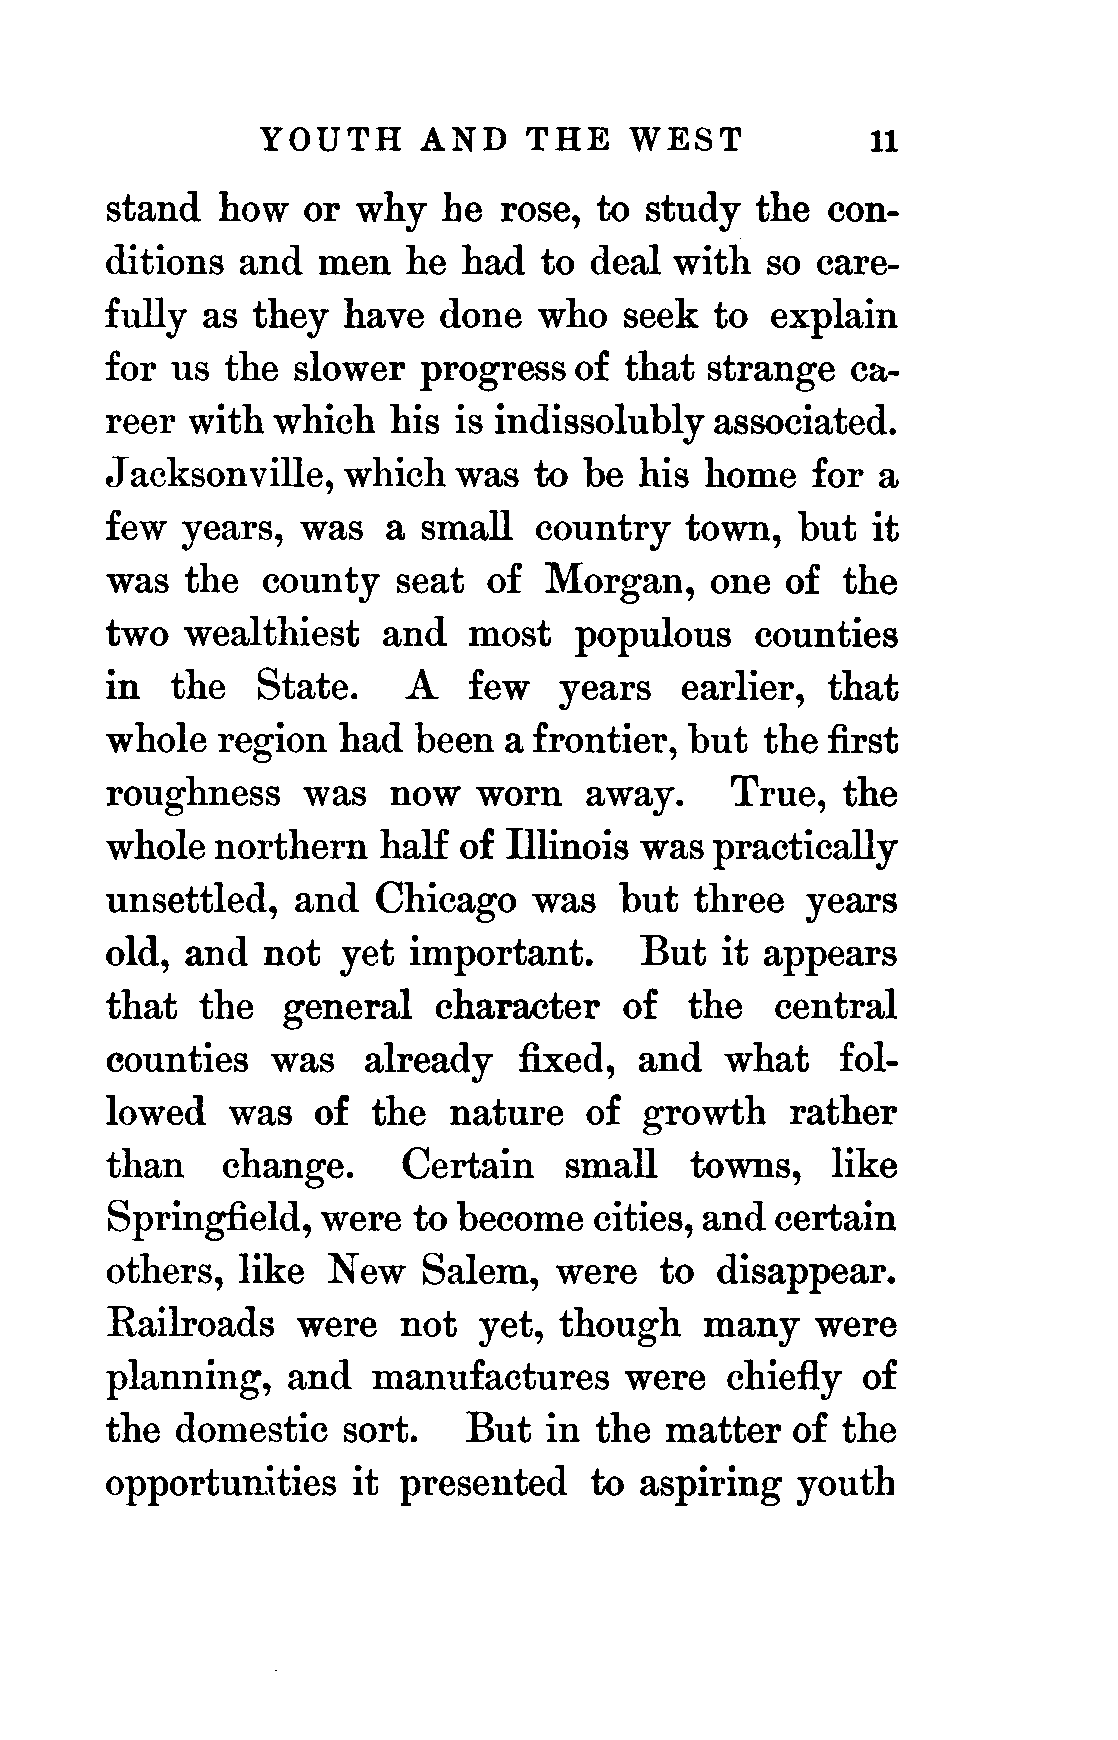 YOUTH AND THE WEST 11
stand how or why he rose, to study the con-
ditions and men he had to deal with so care-
fully as they have done who seek to explain
for us the slower progress of that strange ca-
reer with which his is indissolubly associated.
Jacksonville, which was to be his home for a
few years, was a small country town, but it
was the county seat of Morgan, one of the
two wealthiest and most populous counties
in the State. A few years earlier, that
whole region had been a frontier, but the first
roughness was now worn away. True, the
whole northern half of Illinois was practically
unsettled, and Chicago was but three years
old, and not yet important. But it appears
that the general character of the central
counties was already fixed, and what fol-
lowed was of the nature of growth rather
than change. Certain small towns, like
Springfield, were to become cities, and certain
others, like New Salem, were to disappear.
Railroads were not yet, though many were
planning, and manufactures were chiefly of
the domestic sort. But in the matter of the
opportunities it presented to aspiring youth